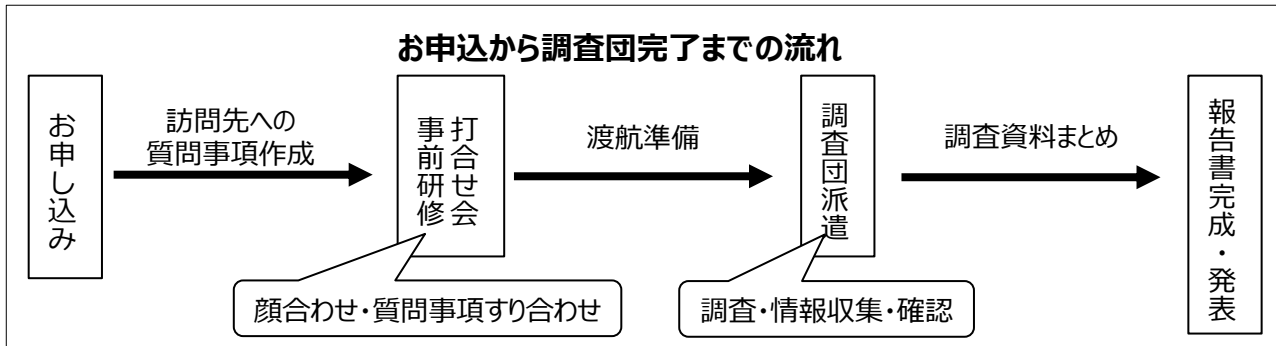 お申込から調査団完了までの流れ
お申し込み
訪問先への
質問事項作成
打合せ会
事前研修
顔合わせ・質問事項すり合わせ
渡航準備
調査団派遣
調査・情報収集・確認
調査資料まとめ
報告書完成・発表